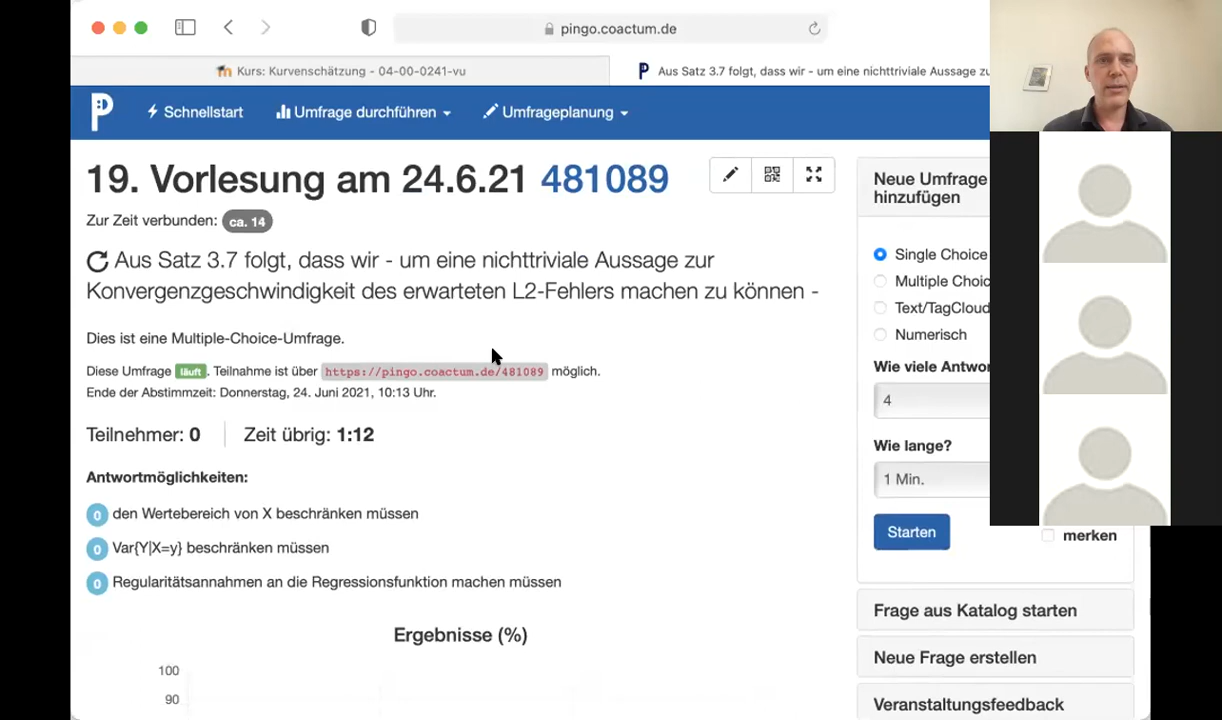 pingo.coactum.de
Kurs: Kurvenschätzung - 04-00-0241-vu
Aus Satz 3.7 folgt, dass wir - um eine nichttriviale Aussage zu
Schnellstart
Umfrage durchführen
Umfrageplanung
19. Vorlesung am 24.6.21 481089
Zur Zeit verbunden: ca. 14
Aus Satz 3.7 folgt, dass wir - um eine nichttriviale Aussage zur
Konvergenzgeschwindigkeit des erwarteten L2-Fehlers machen zu können -
Dies ist eine Multiple-Choice-Umfrage.
Diese Umfrage läuft. Teilnahme ist über https://pingo.coactum.de/481089 möglich.
Ende der Abstimmzeit: Donnerstag, 24. Juni 2021, 10:13 Uhr.
Teilnehmer: 0 Zeit übrig: 1:12
Antwortmöglichkeiten:
0 den Wertebereich von X beschränken müssen
0 Var{Y|X=y} beschränken müssen
0 Regularitätsannahmen an die Regressionsfunktion machen müssen
Ergebnisse (%)
100
90
Neue Umfrage
hinzufügen
Single Choice
Multiple Choic
Text/TagCloud
Numerisch
Wie viele Antwor
4
Wie lange?
1 Min.
Starten
merken
Frage aus Katalog starten
Neue Frage erstellen
Veranstaltungsfeedback